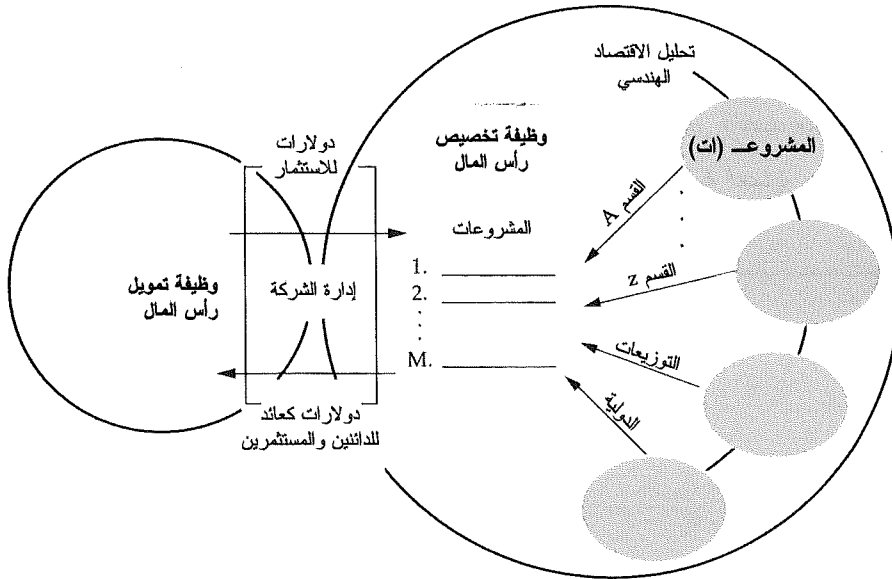 تحليل الاقتصاد
الهندسي
المشروعـــ (ات)
القسم A
القسم z
التوزيعات
الدولية
وظيفة تخصيص
رأس المال
المشروعات
1.
2.
M.
دولارات
للاستثمار
إدارة الشركة
دولارات كعائد
للدائنين والمستثمرين
وظيفة تمويل
رأس المال